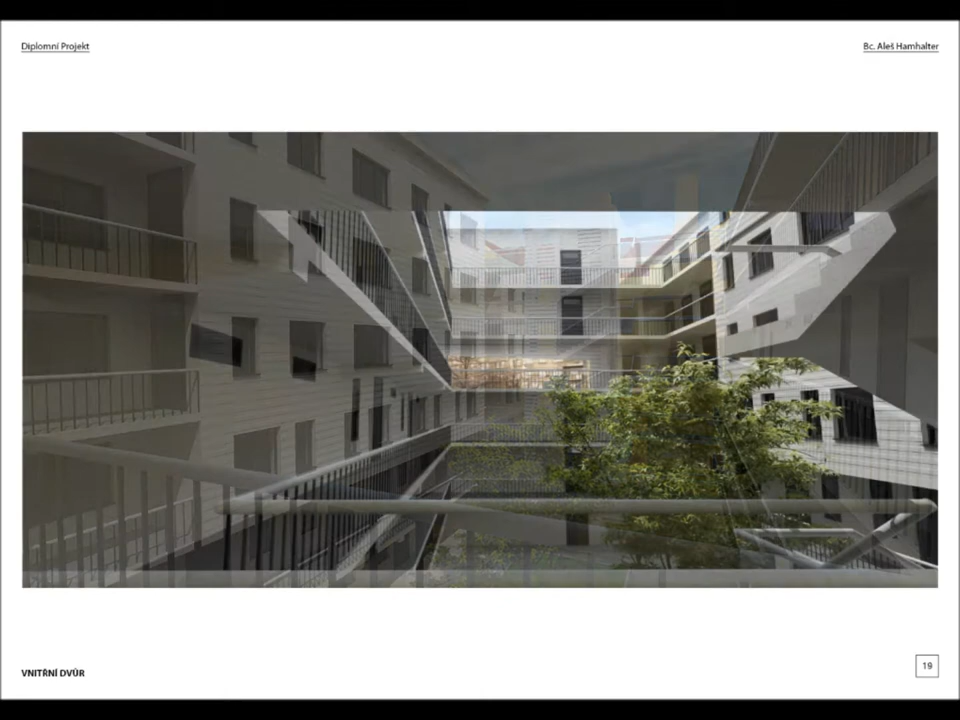 Diplomní Projekt
Bc. Aleš Hamhalter
VNITŘNÍ DVŮR
19